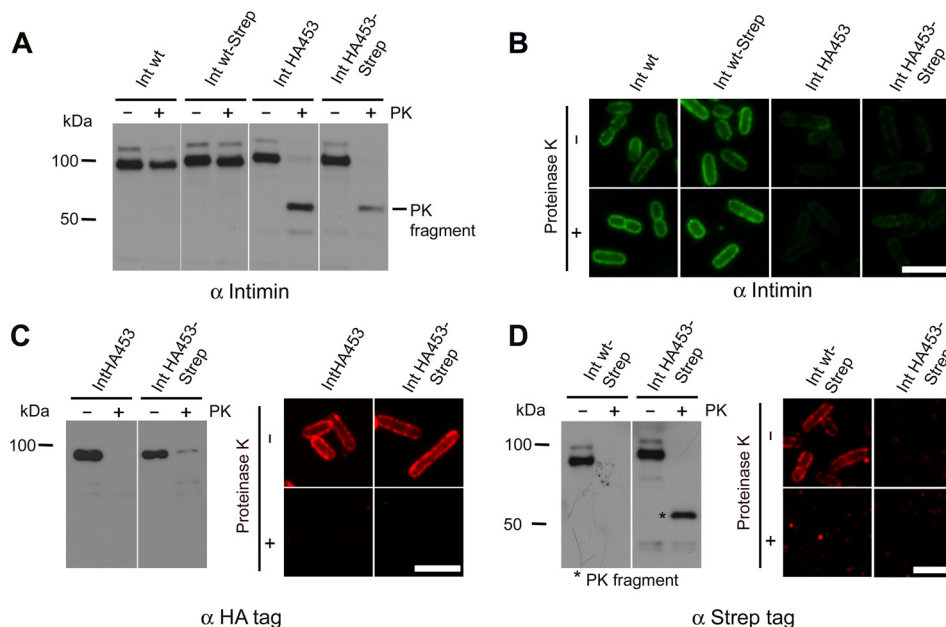 A
Int wt
Int wt-Strep
Int HA453
Int HA453-
Strep
– + – + – + – + PK
kDa
100
50
PK
fragment
α Intimin
B
Int wt
Int wt-Strep
Int HA453
Int HA453-
Strep
Proteinase K
–
+
α Intimin
C
IntHA453
Int HA453-
Strep
kDa
– + – + PK
100
IntHA453
Int HA453-
Strep
Proteinase K
–
+
α HA tag
D
Int wt-
Strep
Int HA453-
Strep
kDa
– + – + PK
100
50
*
* PK fragment
Int wt-
Strep
Int HA453-
Strep
Proteinase K
–
+
α Strep tag